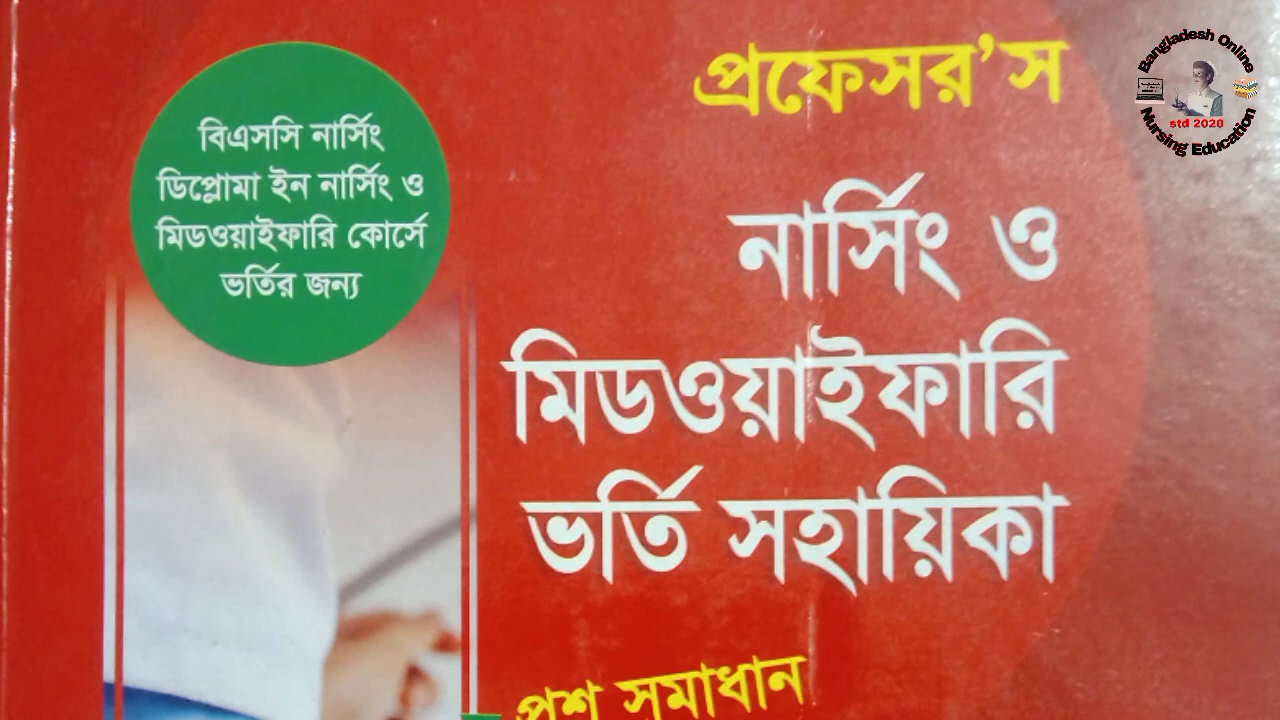 বিএসসি নার্সিং
ডিপ্লোমা ইন নার্সিং ও
মিডওয়াইফারি কোর্সে
ভর্তির জন্য
প্রফেসর’স
নার্সিং ও
মিডওয়াইফারি
ভর্তি সহায়িকা
প্রশ্ন সমাধান
Bangladesh Online
std 2020
Nursing Education